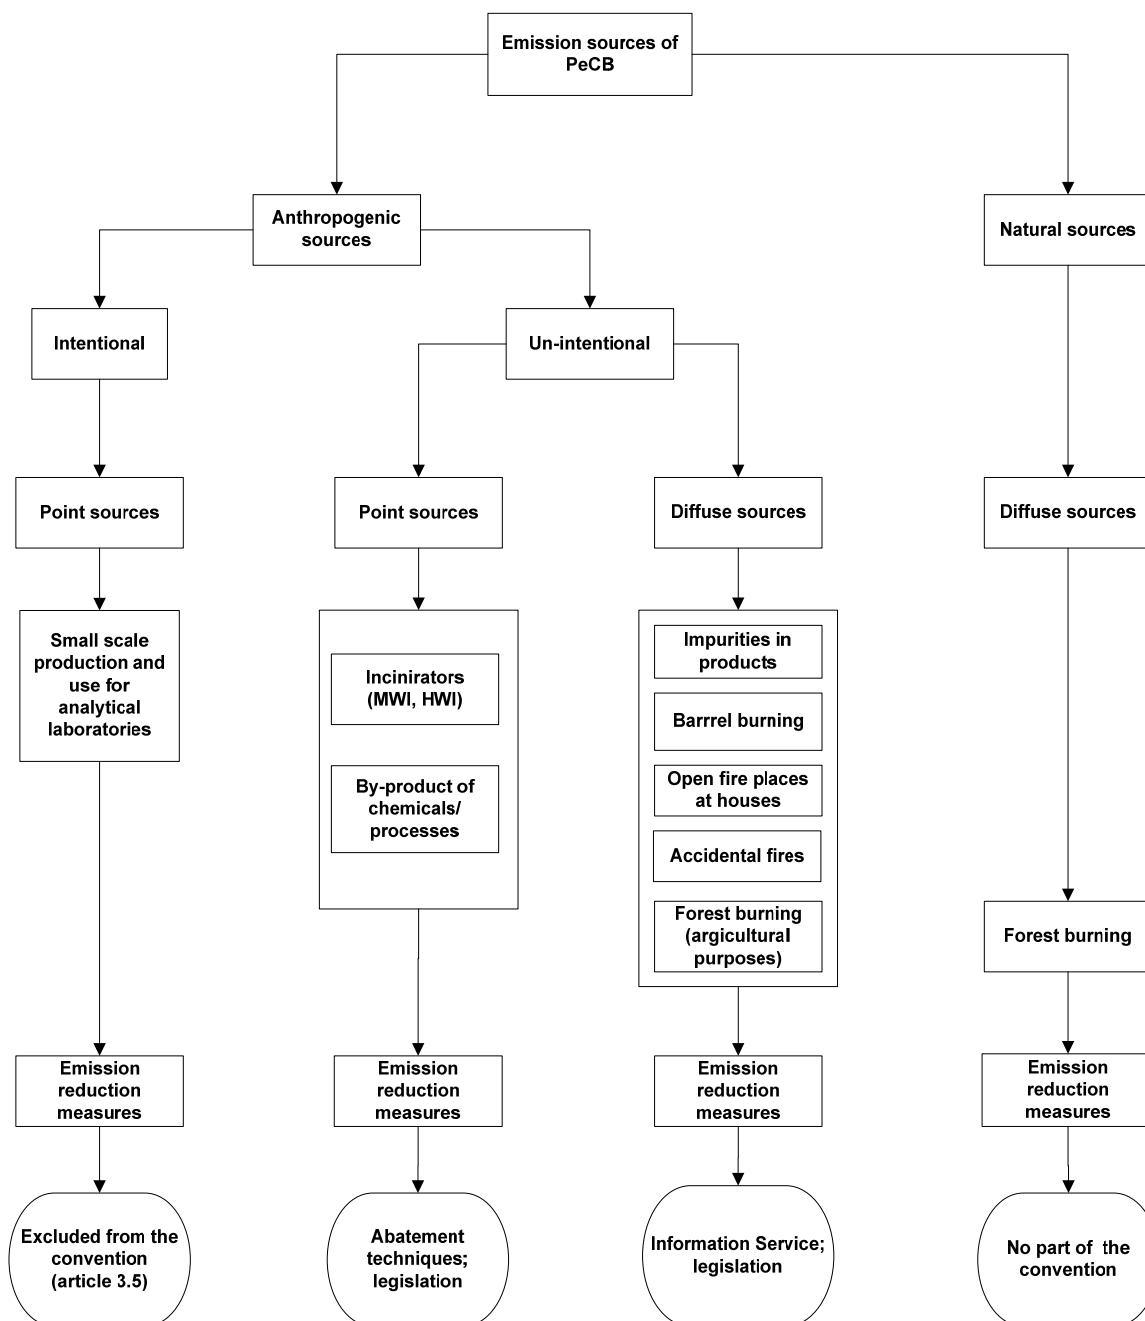 Emission sources of
PeCB
Anthropogenic
sources
Natural sources
Intentional
Un-intentional
Point sources
Point sources
Diffuse sources
Diffuse sources
Small scale
production and
use for
analytical
laboratories
Incinirators
(MWI, HWI)
By-product of
chemicals/
processes
Impurities in
products
Barrrel burning
Open fire places
at houses
Accidental fires
Forest burning
(argicultural
purposes)
Forest burning
Emission
reduction
measures
Emission
reduction
measures
Emission
reduction
measures
Emission
reduction
measures
Excluded from the
convention
(article 3.5)
Abatement
techniques;
legislation
Information Service;
legislation
No part of the
convention